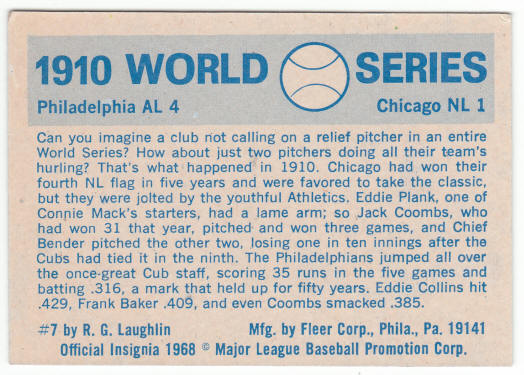 1910 WORLD SERIES
Philadelphia AL 4 Chicago NL 1
Can you imagine a club not calling on a relief pitcher in an entire
World Series? How about just two pitchers doing all their team's
hurling? That's what happened in 1910. Chicago had won their
fourth NL flag in five years and were favored to take the classic,
but they were jolted by the youthful Athletics. Eddie Plank, one of
Connie Mack's starters, had a lame arm; so Jack Coombs, who
had won 31 that year, pitched and won three games, and Chief
Bender pitched the other two, losing one in ten innings after the
Cubs had tied it in the ninth. The Philadelphians jumped all over
the once-great Cub staff, scoring 35 runs in the five games and
batting .316, a mark that held up for fifty years. Eddie Collins hit
.429, Frank Baker .409, and even Coombs smacked .385.
#7 by R. G. Laughlin Mfg. by Fleer Corp., Phila., Pa. 19141
Official Insignia 1968 © Major League Baseball Promotion Corp.